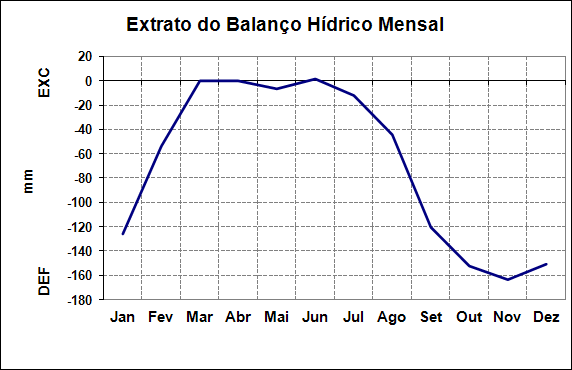 Extrato do Balanço Hídrico Mensal
EXC
mm
DEF
20
0
-20
-40
-60
-80
-100
-120
-140
-160
-180
Jan Fev Mar Abr Mai Jun Jul Ago Set Out Nov Dez